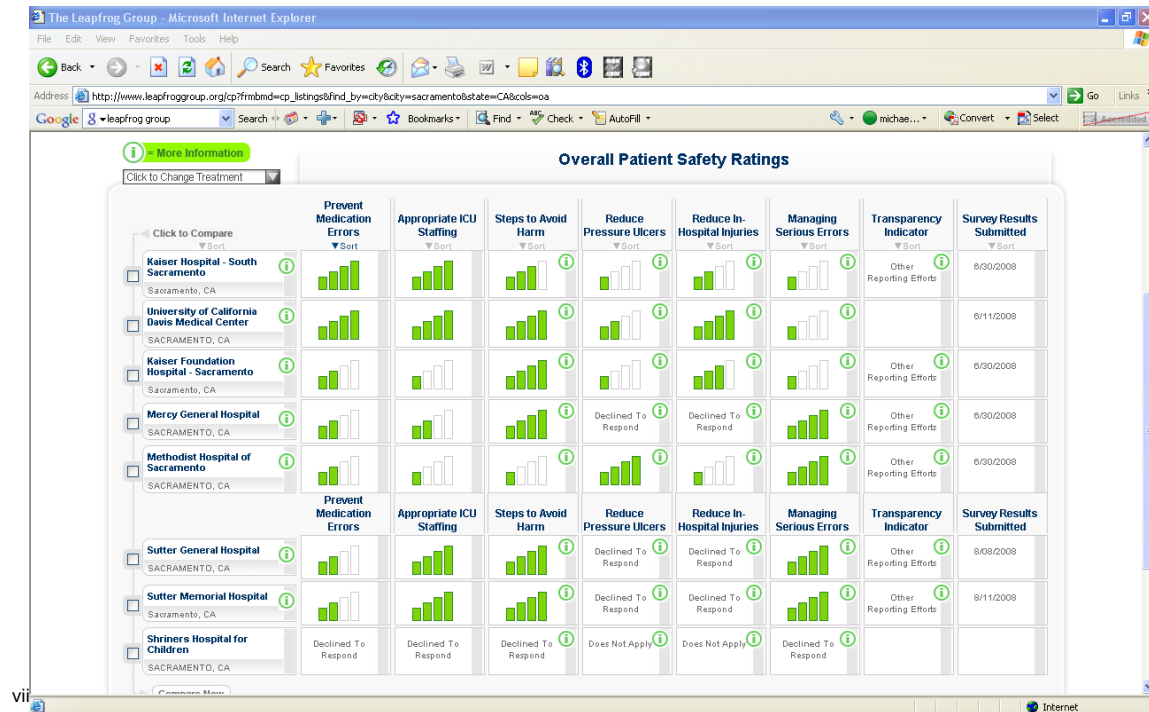 The Leapfrog Group - Microsoft Internet Explorer
File Edit View Favorites Tools Help
Back Search Favorites
Address http://www.leapfroggroup.org/cp?frmbmd=cp_listings&find_by=city&city=sacramento&state=CA&cols=oa Go Links
Google leapfrog group Search Bookmarks Find Check AutoFill michae... Convert Select Accredited
i = More Information
Overall Patient Safety Ratings
Click to Change Treatment
Click to Compare
Sort
Prevent Medication Errors
Sort
Appropriate ICU Staffing
Sort
Steps to Avoid Harm
Sort
Reduce Pressure Ulcers
Sort
Reduce In-Hospital Injuries
Sort
Managing Serious Errors
Sort
Transparency Indicator
Sort
Survey Results Submitted
Sort
Kaiser Hospital - South
Sacramento
Sacramento, CA
Other
Reporting Efforts
6/30/2008
University of California
Davis Medical Center
SACRAMENTO, CA
6/11/2008
Kaiser Foundation
Hospital - Sacramento
Sacramento, CA
Other
Reporting Efforts
6/30/2008
Mercy General Hospital
SACRAMENTO, CA
Declined To
Respond
Declined To
Respond
Other
Reporting Efforts
6/30/2008
Methodist Hospital of
Sacramento
SACRAMENTO, CA
Other
Reporting Efforts
6/30/2008
Prevent Medication Errors
Appropriate ICU Staffing
Steps to Avoid Harm
Reduce Pressure Ulcers
Reduce In-Hospital Injuries
Managing Serious Errors
Transparency Indicator
Survey Results Submitted
Sutter General Hospital
SACRAMENTO, CA
Declined To
Respond
Declined To
Respond
Other
Reporting Efforts
8/08/2008
Sutter Memorial Hospital
Sacramento, CA
Declined To
Respond
Declined To
Respond
Other
Reporting Efforts
8/11/2008
Shriners Hospital for
Children
SACRAMENTO, CA
Declined To
Respond
Declined To
Respond
Declined To
Respond
Does Not Apply
Does Not Apply
Declined To
Respond
Compare Now
vii
Internet